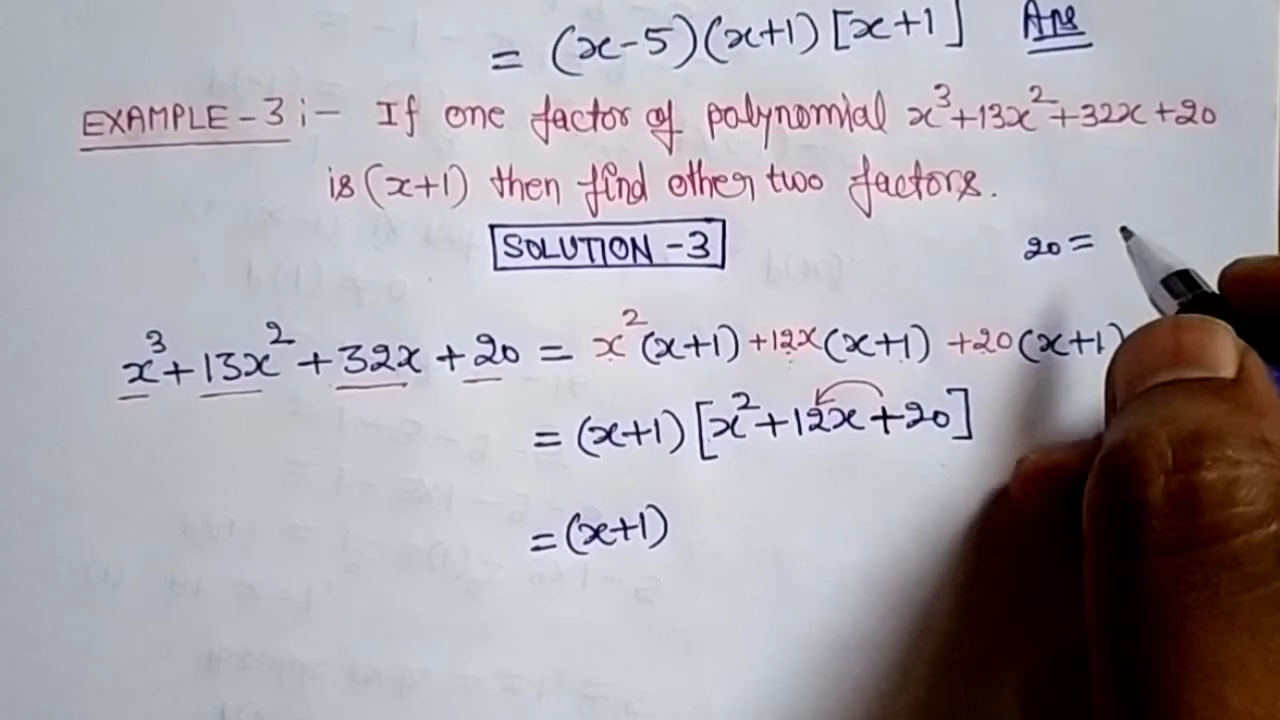 = (x-5)(x+1)[x+1] Ans
EXAMPLE-3:- If one factor of polynomial x³+13x²+32x+20
is (x+1) then find other two factors.
SOLUTION-3
20 =
x³+13x²+32x+20 = x²(x+1)+12x(x+1)+20(x+1)
= (x+1)[x²+12x+20]
= (x+1)